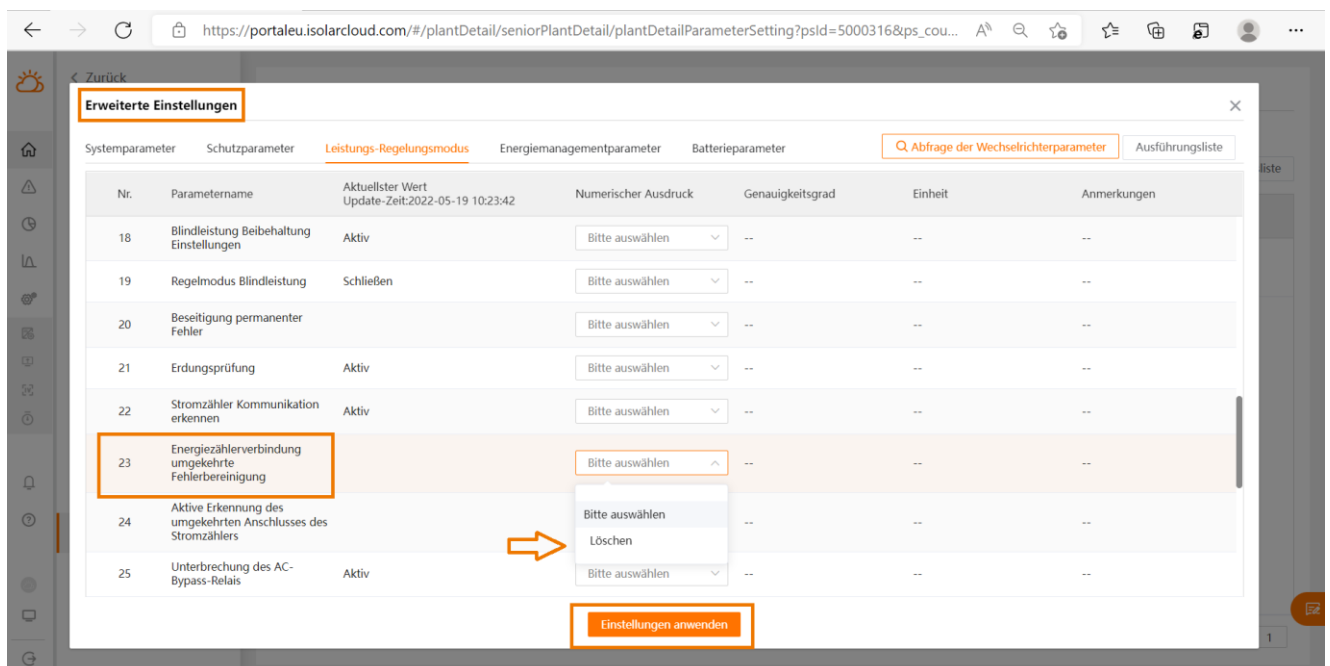 https://portaleu.isolarcloud.com/#/plantDetail/seniorPlantDetail/plantDetailParameterSetting?psId=5000316&ps_cou...
Zurück
Erweiterte Einstellungen
Systemparameter Schutzparameter Leistungs-Regelungsmodus Energiemanagementparameter Batterieparameter Abfrage der Wechselrichterparameter Ausführungsliste
liste
Nr. Parametername Aktuellster Wert Numerischer Ausdruck Genauigkeitsgrad Einheit Anmerkungen
Update-Zeit:2022-05-19 10:23:42
18 Blindleistung Beibehaltung Aktiv Bitte auswählen -- -- --
Einstellungen
19 Regelmodus Blindleistung Schließen Bitte auswählen -- -- --
20 Beseitigung permanenter Bitte auswählen -- -- --
Fehler
21 Erdungsprüfung Aktiv Bitte auswählen -- -- --
22 Stromzähler Kommunikation Aktiv Bitte auswählen -- -- --
erkennen
23 Energiezählerverbindung Bitte auswählen -- -- --
umgekehrte
Fehlerbereinigung
24 Aktive Erkennung des -- -- --
umgekehrten Anschlusses des
Stromzählers
Bitte auswählen
Löschen
25 Unterbrechung des AC- Aktiv Bitte auswählen -- -- --
Bypass-Relais
Einstellungen anwenden
1